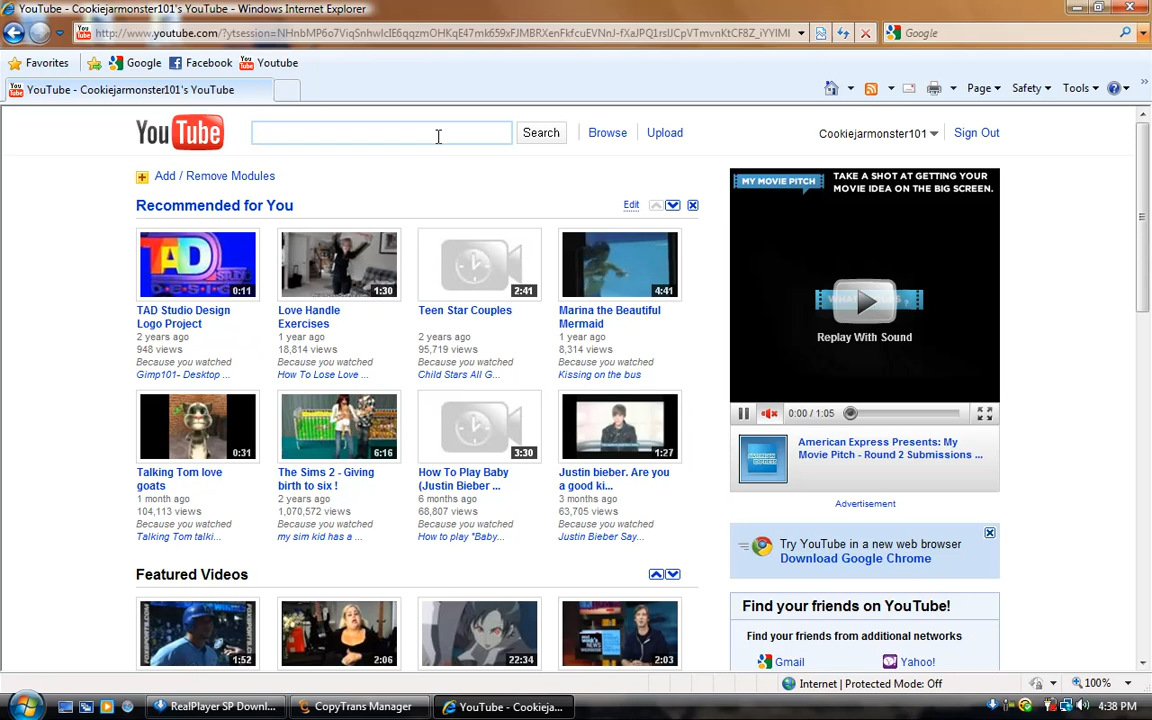 YouTube - Cookiejarmonster101's YouTube - Windows Internet Explorer
Google
Favorites Google Facebook YouTube
YouTube - Cookiejarmonster101's YouTube
Page Safety Tools
YouTube
Search Browse Upload Cookiejarmonster101 Sign Out
Add / Remove Modules
Recommended for You Edit
0:11 1:30 2:41 4:41
TAD Studio Design Logo Project
2 years ago
948 views
Because you watched
Gimp101- Desktop ...
Love Handle Exercises
1 year ago
18,814 views
Because you watched
How To Lose Love ...
Teen Star Couples
2 years ago
95,719 views
Because you watched
Child Stars All G...
Marina the Beautiful Mermaid
1 year ago
8,314 views
Because you watched
Kissing on the bus
0:31 6:16 3:30 1:27
Talking Tom love goats
1 month ago
104,113 views
Because you watched
Talking Tom talki...
The Sims 2 - Giving birth to six !
2 years ago
1,070,572 views
Because you watched
my sim kid has a ...
How To Play Baby (Justin Bieber ...
6 months ago
68,807 views
Because you watched
How to play "Baby...
Justin bieber. Are you a good ki...
3 months ago
63,705 views
Because you watched
Justin Bieber Say...
Featured Videos
1:52 2:06 22:34 2:03
MY MOVIE PITCH
TAKE A SHOT AT GETTING YOUR
MOVIE IDEA ON THE BIG SCREEN.
Replay With Sound
0:00 / 1:05
American Express Presents: My
Movie Pitch - Round 2 Submissions ...
Advertisement
Try YouTube in a new web browser
Download Google Chrome
Find your friends on YouTube!
Find your friends from additional networks
Gmail Yahoo!
Internet | Protected Mode: Off 100%
RealPlayer SP Downl... CopyTrans Manager YouTube - Cookieja... 4:38 PM